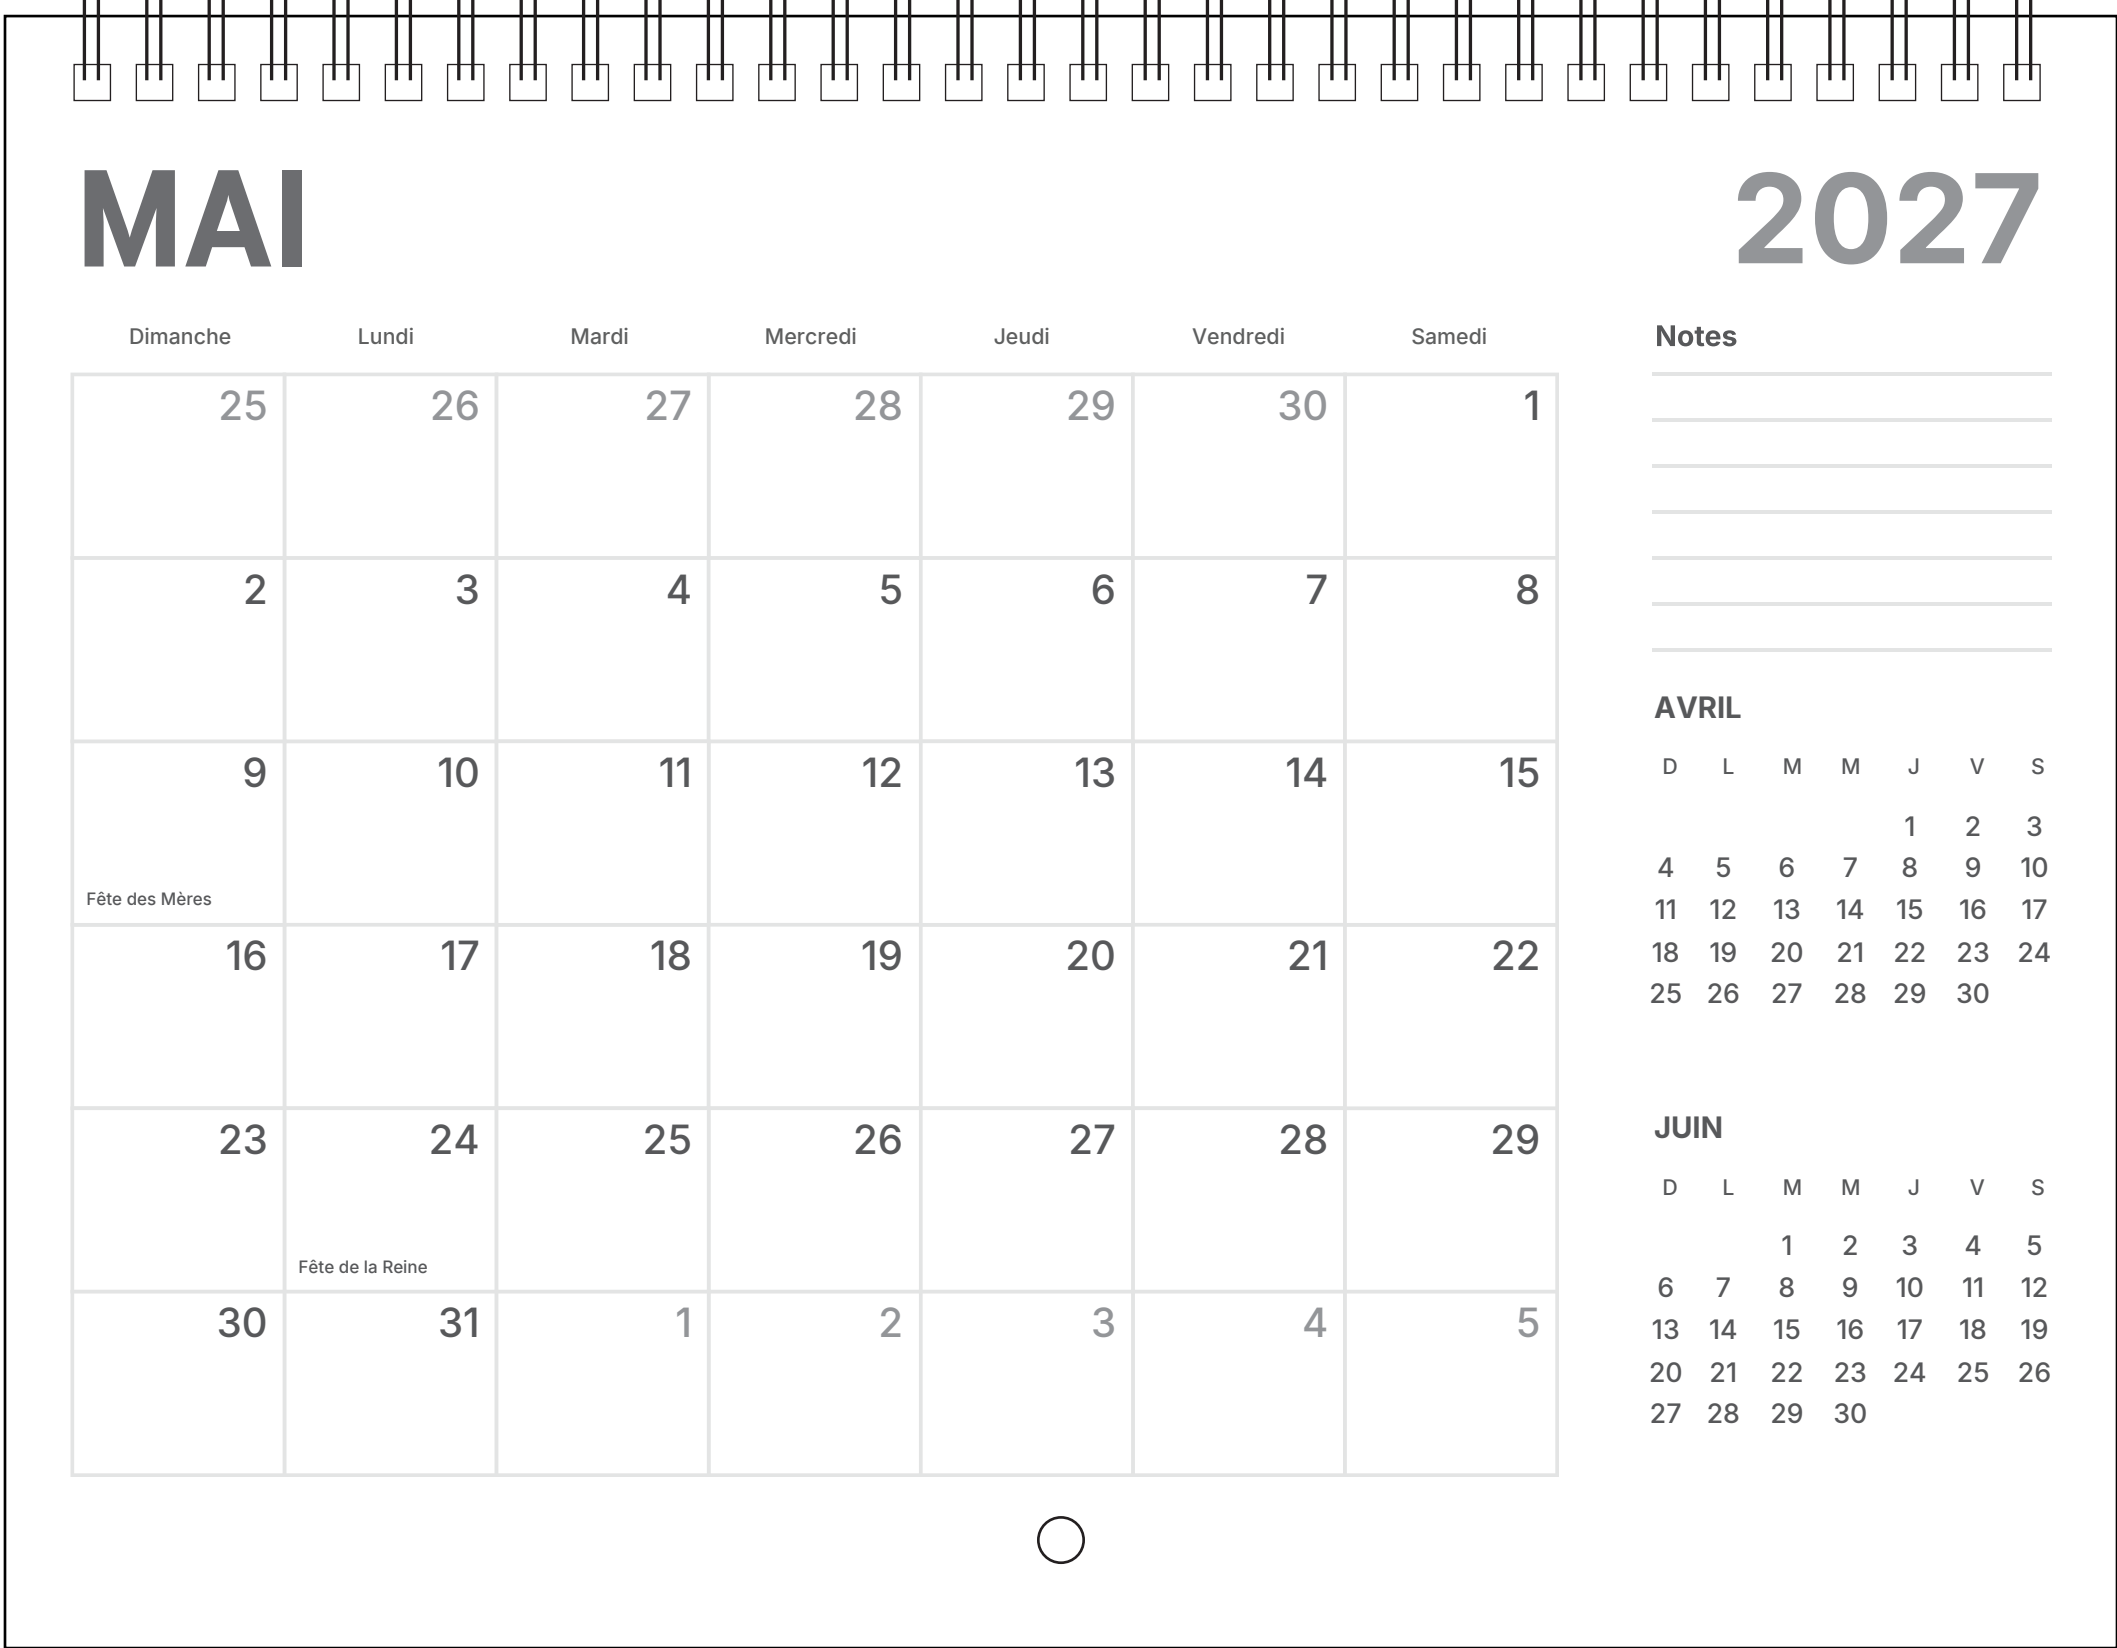 MAI 2027
Dimanche Lundi Mardi Mercredi Jeudi Vendredi Samedi
25 26 27 28 29 30 1
2 3 4 5 6 7 8
9 10 11 12 13 14 15
Fête des Mères
16 17 18 19 20 21 22
23 24 25 26 27 28 29
Fête de la Reine
30 31 1 2 3 4 5
Notes
AVRIL
D L M M J V S
1 2 3
4 5 6 7 8 9 10
11 12 13 14 15 16 17
18 19 20 21 22 23 24
25 26 27 28 29 30
JUIN
D L M M J V S
1 2 3 4 5
6 7 8 9 10 11 12
13 14 15 16 17 18 19
20 21 22 23 24 25 26
27 28 29 30